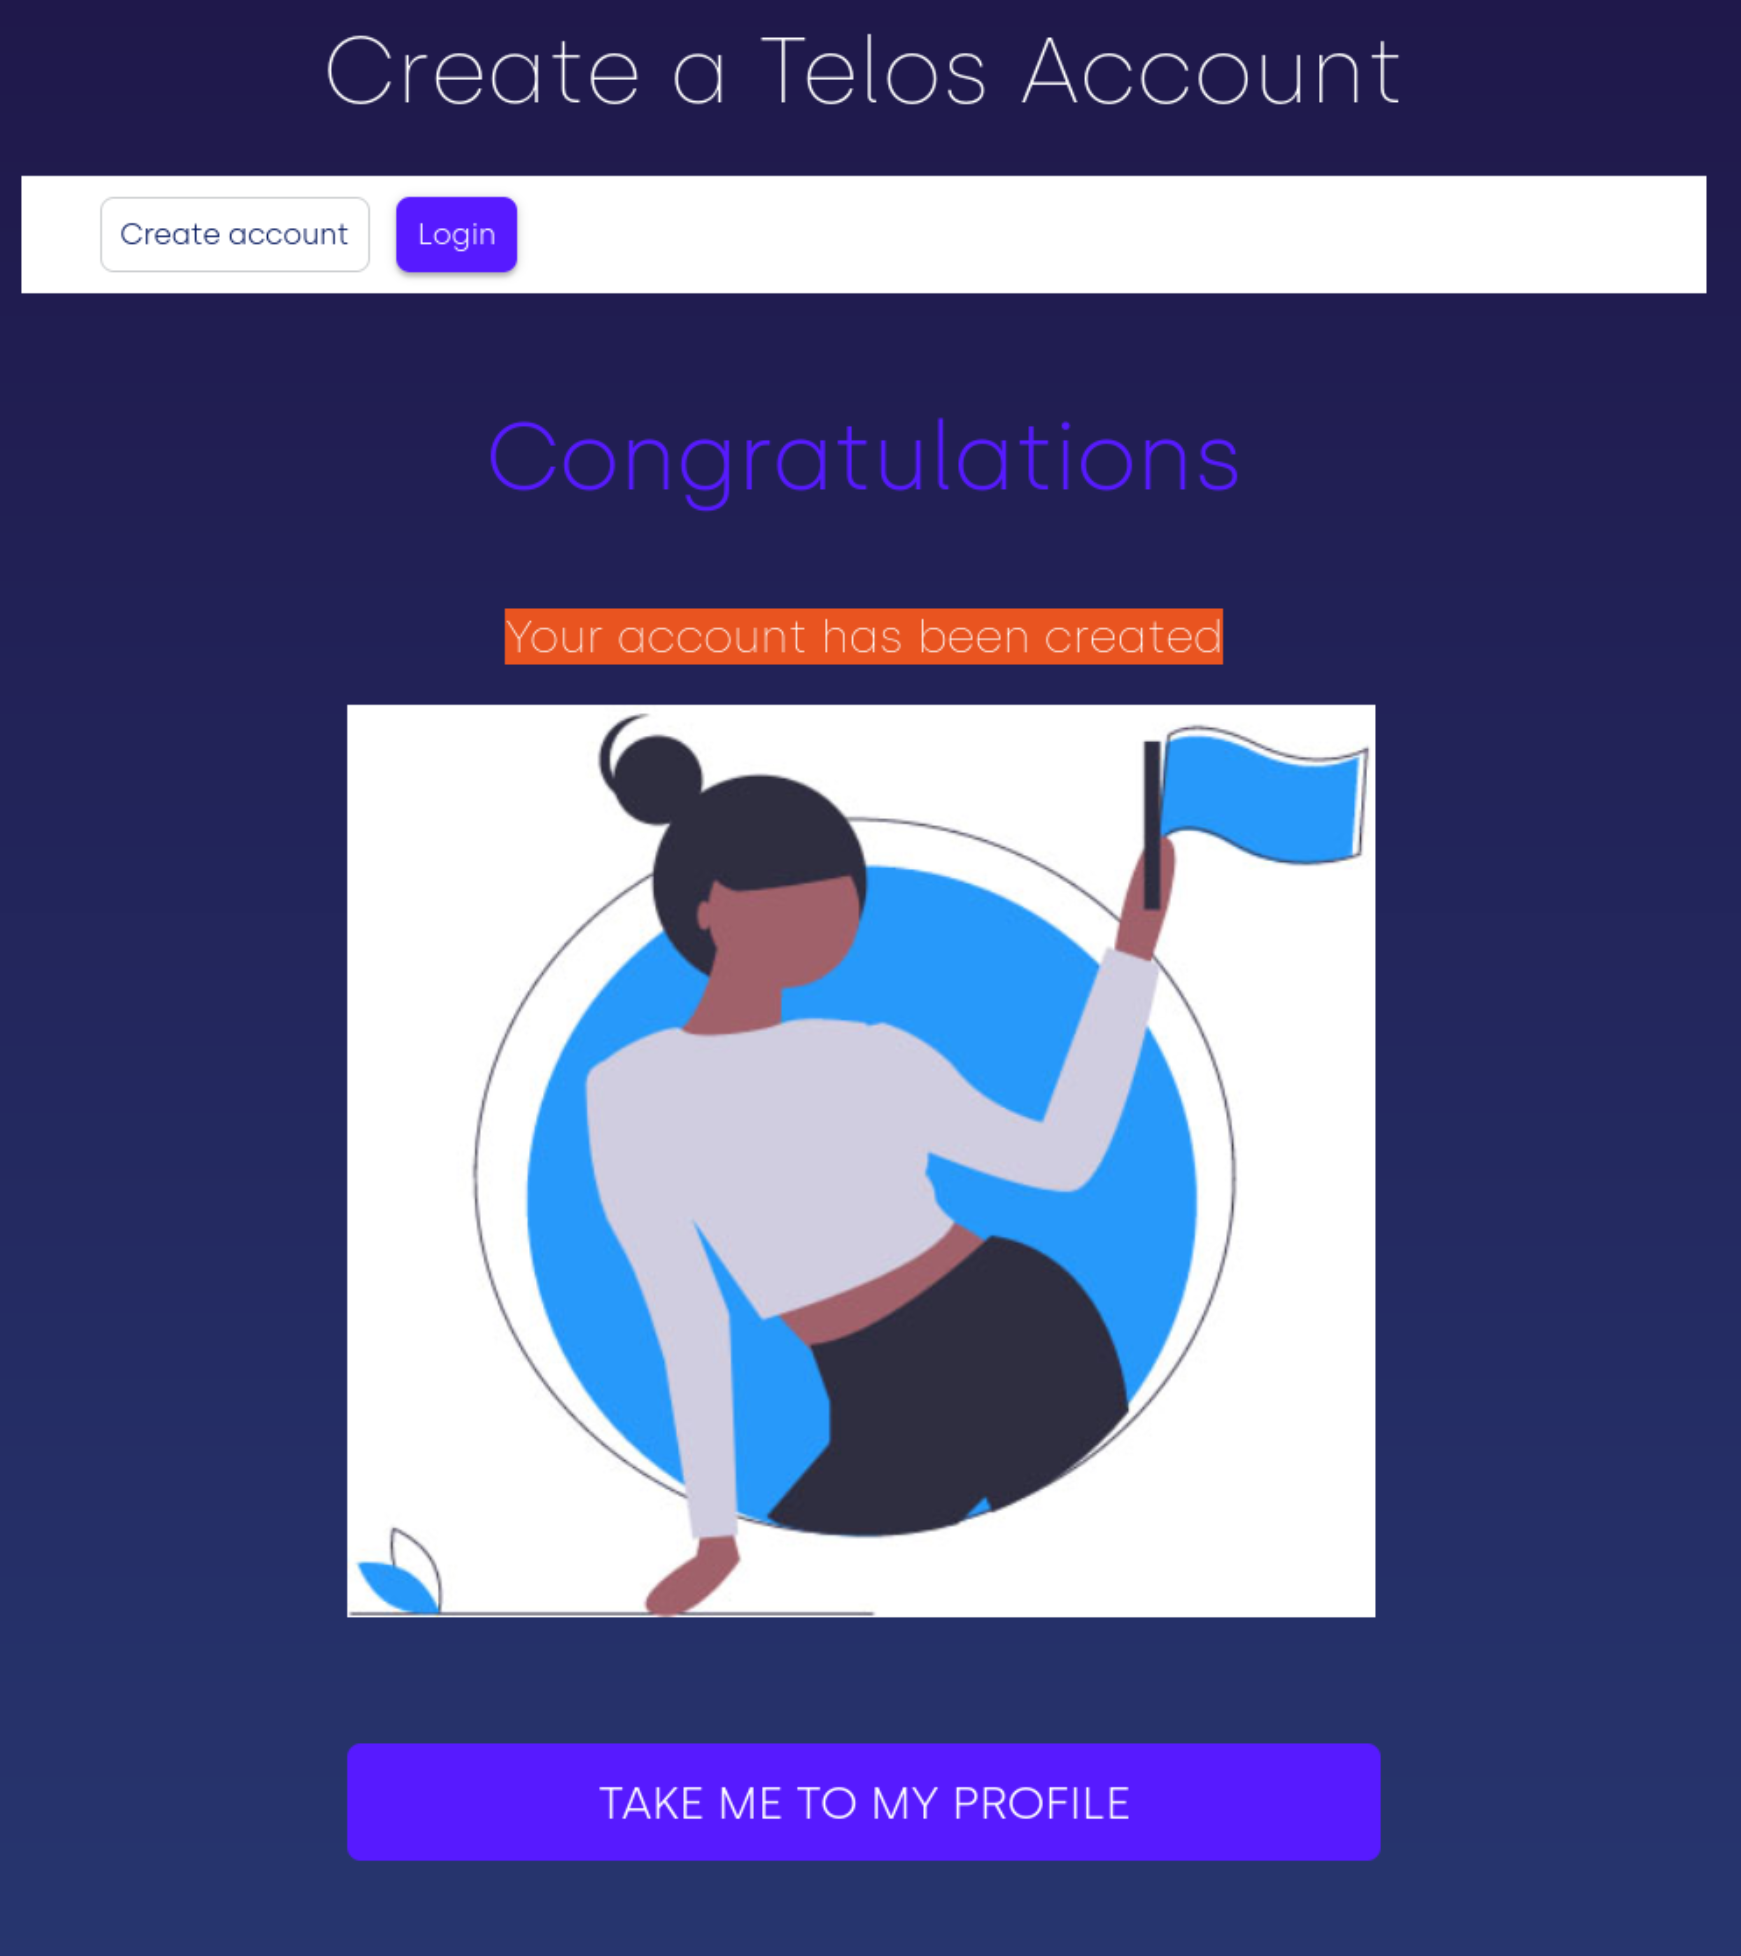 Create a Telos Account
Create account
Login
Congratulations
Your account has been created
TAKE ME TO MY PROFILE